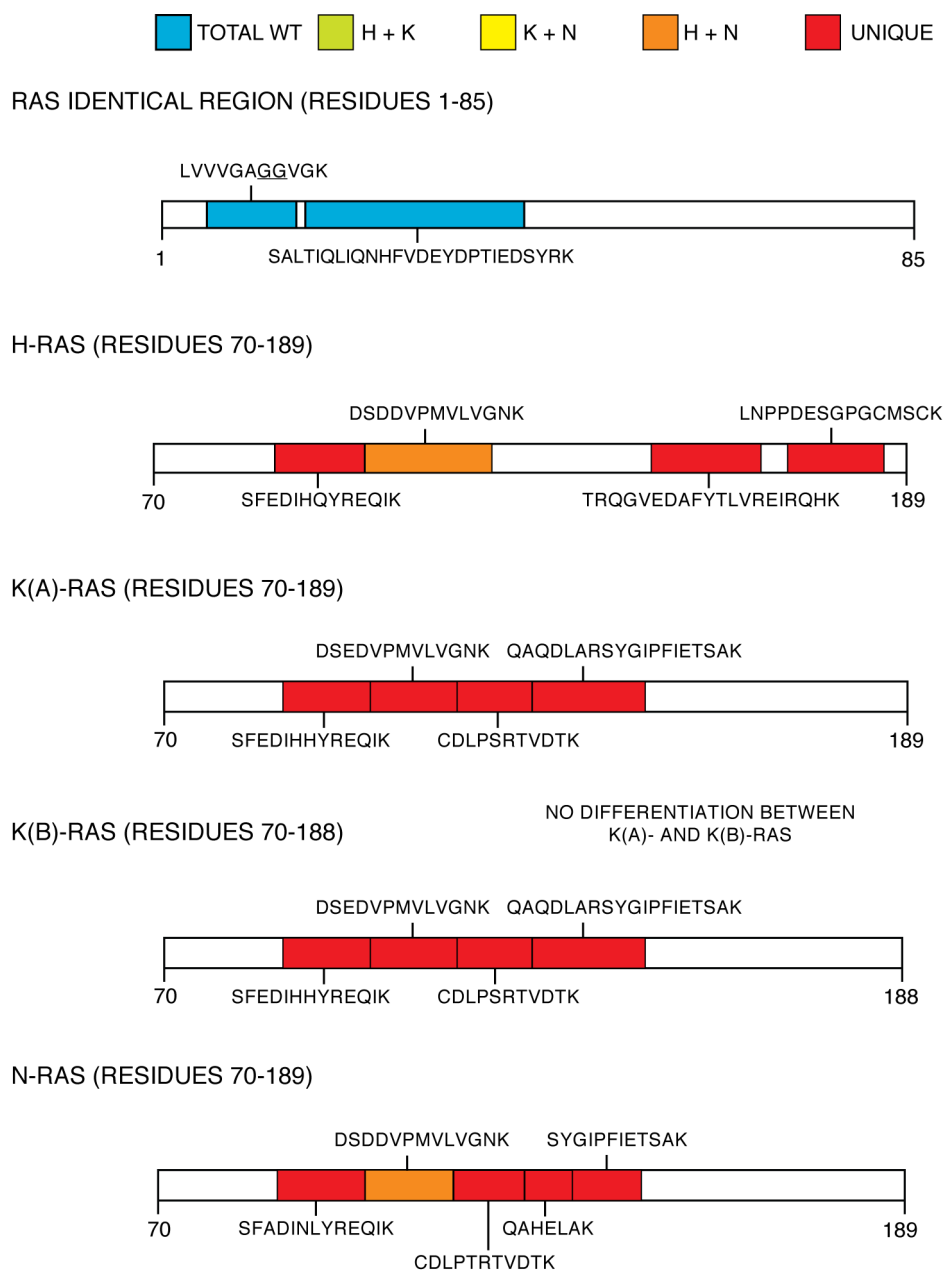 TOTAL WT H + K K + N H + N UNIQUE
RAS IDENTICAL REGION (RESIDUES 1-85)
LVVVGAGGVGK
1 SALTIQLIQNHFVDEYDPTIEDSYRK 85
H-RAS (RESIDUES 70-189)
DSDDVPMVLVGNK LNPPDESGPGCMSCK
70 SFEDIHQYREQIK TRQGVEDAFYTLVREIRQHK 189
K(A)-RAS (RESIDUES 70-189)
DSEDVPMVLVGNK QAQDLARSYGIPFIETSAK
70 SFEDIHHYREQIK CDLPSRTVDTK 189
NO DIFFERENTIATION BETWEEN
K(B)-RAS (RESIDUES 70-188)
K(A)- AND K(B)-RAS
DSEDVPMVLVGNK QAQDLARSYGIPFIETSAK
70 SFEDIHHYREQIK CDLPSRTVDTK 188
N-RAS (RESIDUES 70-189)
DSDDVPMVLVGNK SYGIPFIETSAK
70 SFADINLYREQIK QAHELAK 189
CDLPTRTVDTK